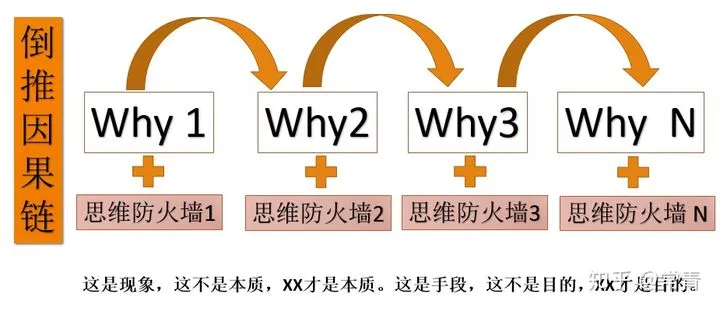 倒推因果链
Why 1
Why2
Why3
Why N
思维防火墙1
思维防火墙2
思维防火墙3
思维防火墙 N
这是现象，这不是本质，XX才是本质。这是手段，这不是目的，XX才是目的。
知乎 @常青